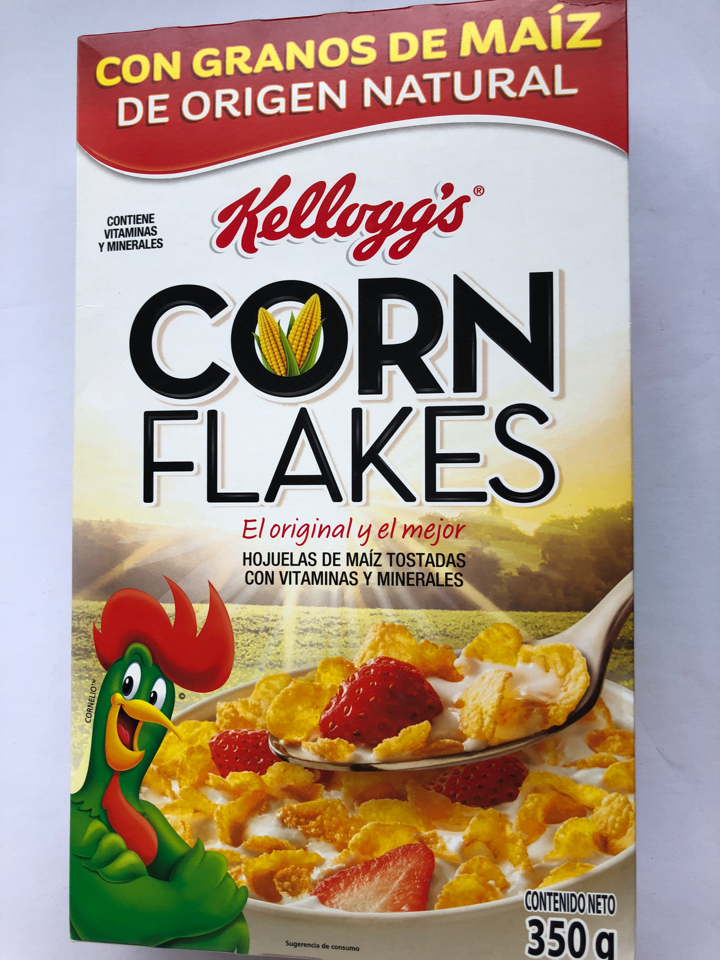 CON GRANOS DE MAÍZ
DE ORIGEN NATURAL
CONTIENE
VITAMINAS
Y MINERALES
Kellogg's®
CORN
FLAKES
El original y el mejor
HOJUELAS DE MAÍZ TOSTADAS
CON VITAMINAS Y MINERALES
CORNELIO™
©
CONTENIDO NETO
350 g
Sugerencia de consumo